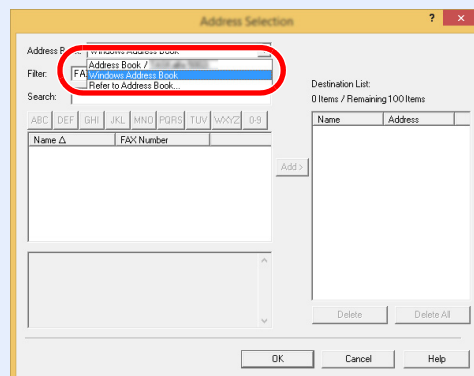 Address Selection
? x
Address B
Windows Address Book
Address Book /
Windows Address Book
Refer to Address Book...
Filter: FA
Search:
ABC DEF GHI JKL MNO PQRS TUV WXYZ 0-9
Name Δ FAX Number
Add >
Destination List:
0 Items / Remaining 100 Items
Name Address
Delete Delete All
OK Cancel Help